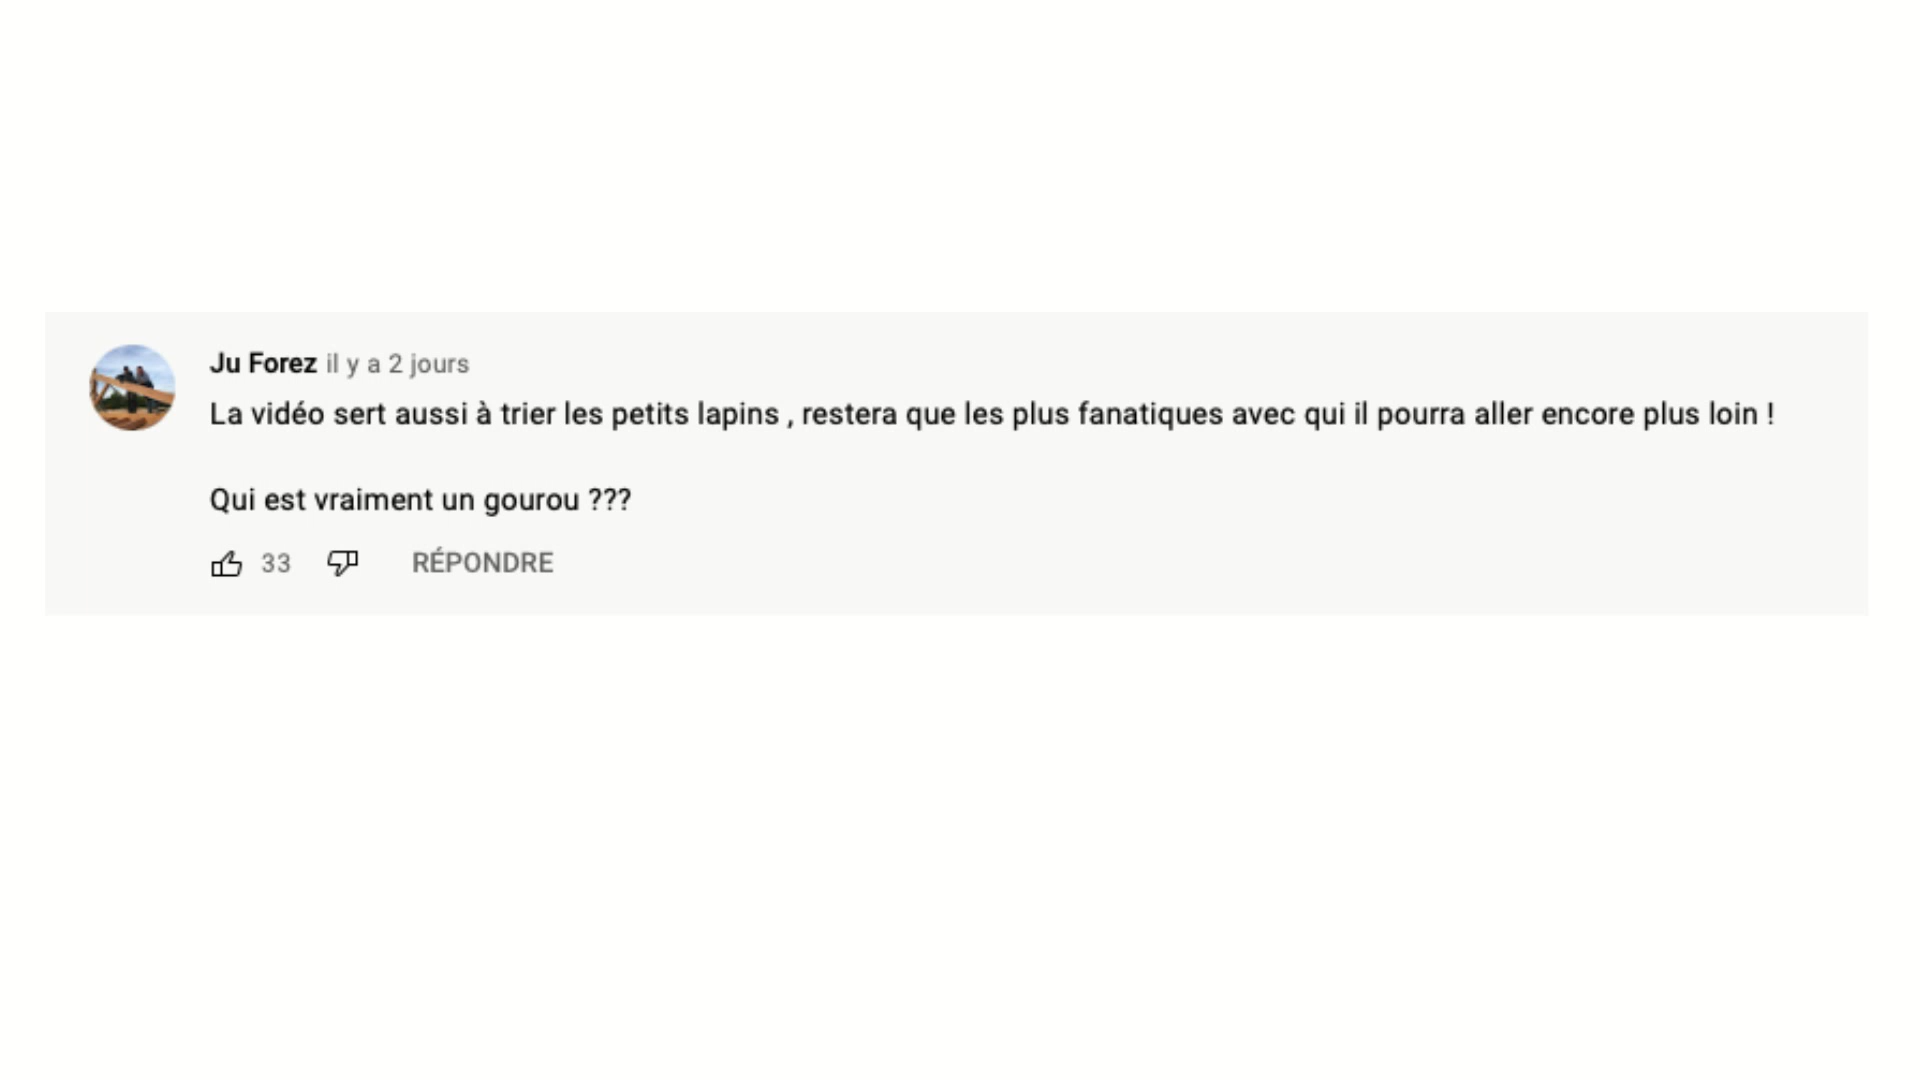 Ju Forez il y a 2 jours
La vidéo sert aussi à trier les petits lapins , restera que les plus fanatiques avec qui il pourra aller encore plus loin !
Qui est vraiment un gourou ???
33 RÉPONDRE